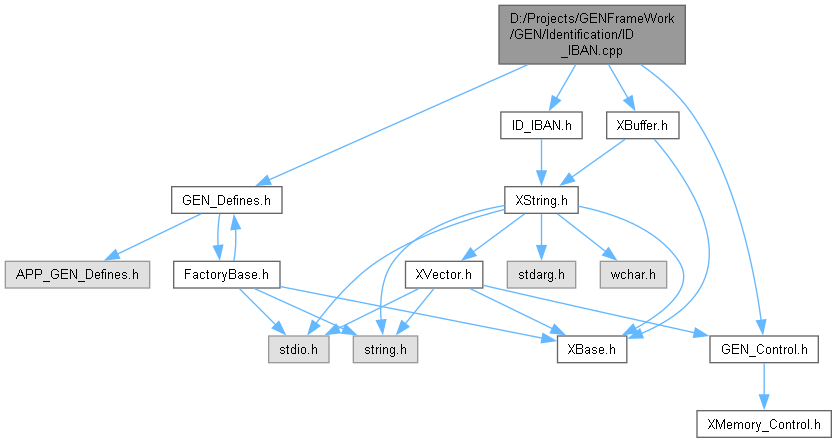 D:/Projects/GENFrameWork
/GEN/Identification/ID
_IBAN.cpp
ID_IBAN.h
XBuffer.h
GEN_Defines.h
XString.h
APP_GEN_Defines.h
FactoryBase.h
XVector.h
stdarg.h
wchar.h
stdio.h
string.h
XBase.h
GEN_Control.h
XMemory_Control.h